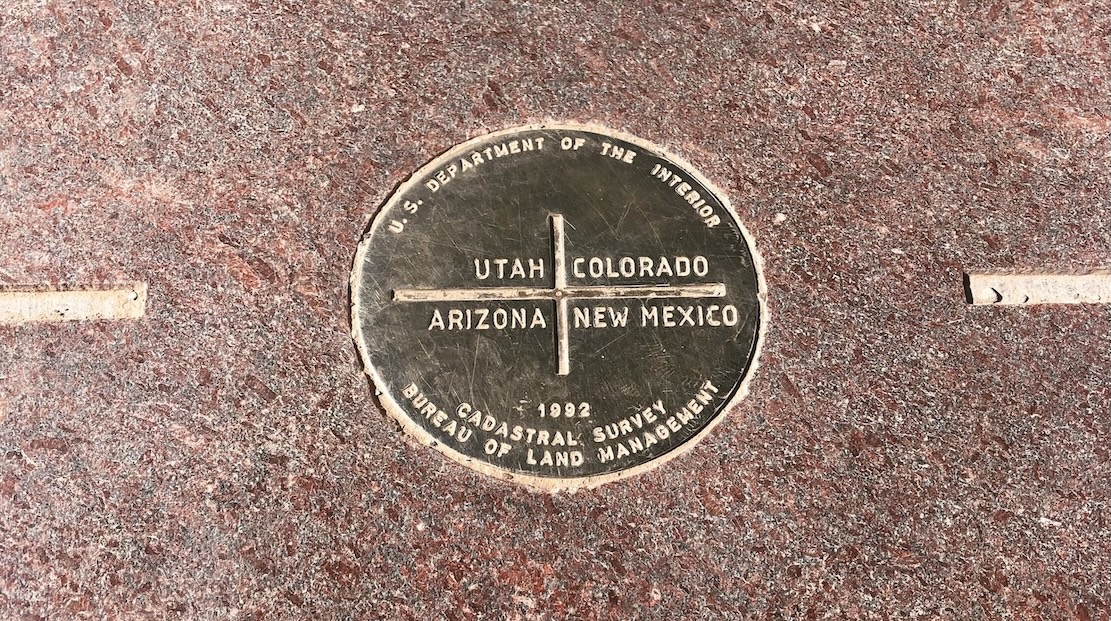 U.S. DEPARTMENT OF THE INTERIOR
UTAH COLORADO
ARIZONA NEW MEXICO
1992
CADASTRAL SURVEY
BUREAU OF LAND MANAGEMENT